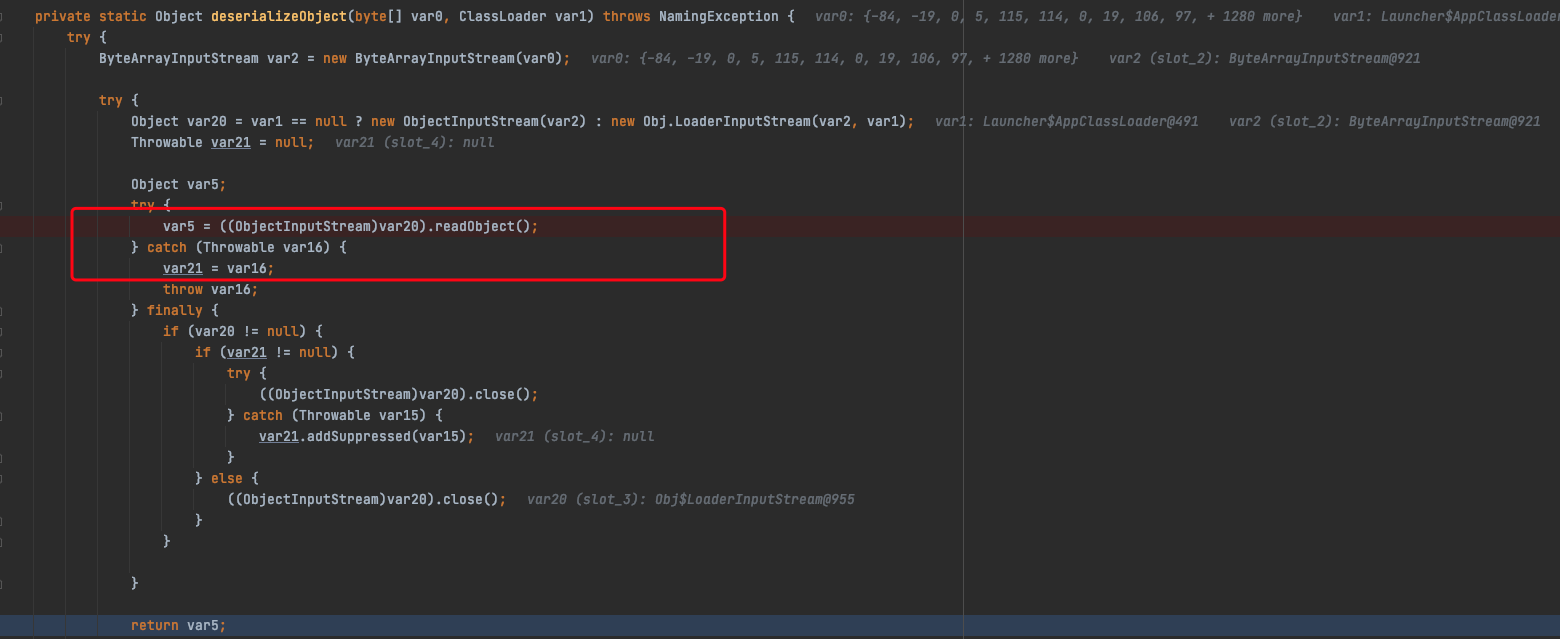 private static Object deserializeObject(byte[] var0, ClassLoader var1) throws NamingException {   var0: {-84, -19, 0, 5, 115, 114, 0, 19, 106, 97, + 1280 more}   var1: Launcher$AppClassLoader
try {
ByteArrayInputStream var2 = new ByteArrayInputStream(var0);   var0: {-84, -19, 0, 5, 115, 114, 0, 19, 106, 97, + 1280 more}   var2 (slot_2): ByteArrayInputStream@921
try {
Object var20 = var1 == null ? new ObjectInputStream(var2) : new Obj.LoaderInputStream(var2, var1);   var1: Launcher$AppClassLoader@491   var2 (slot_2): ByteArrayInputStream@921
Throwable var21 = null;   var21 (slot_4): null
Object var5;
try {
var5 = ((ObjectInputStream)var20).readObject();
} catch (Throwable var16) {
var21 = var16;
throw var16;
} finally {
if (var20 != null) {
if (var21 != null) {
try {
((ObjectInputStream)var20).close();
} catch (Throwable var15) {
var21.addSuppressed(var15);   var21 (slot_4): null
}
} else {
((ObjectInputStream)var20).close();   var20 (slot_3): Obj$LoaderInputStream@955
}
}
}
return var5;